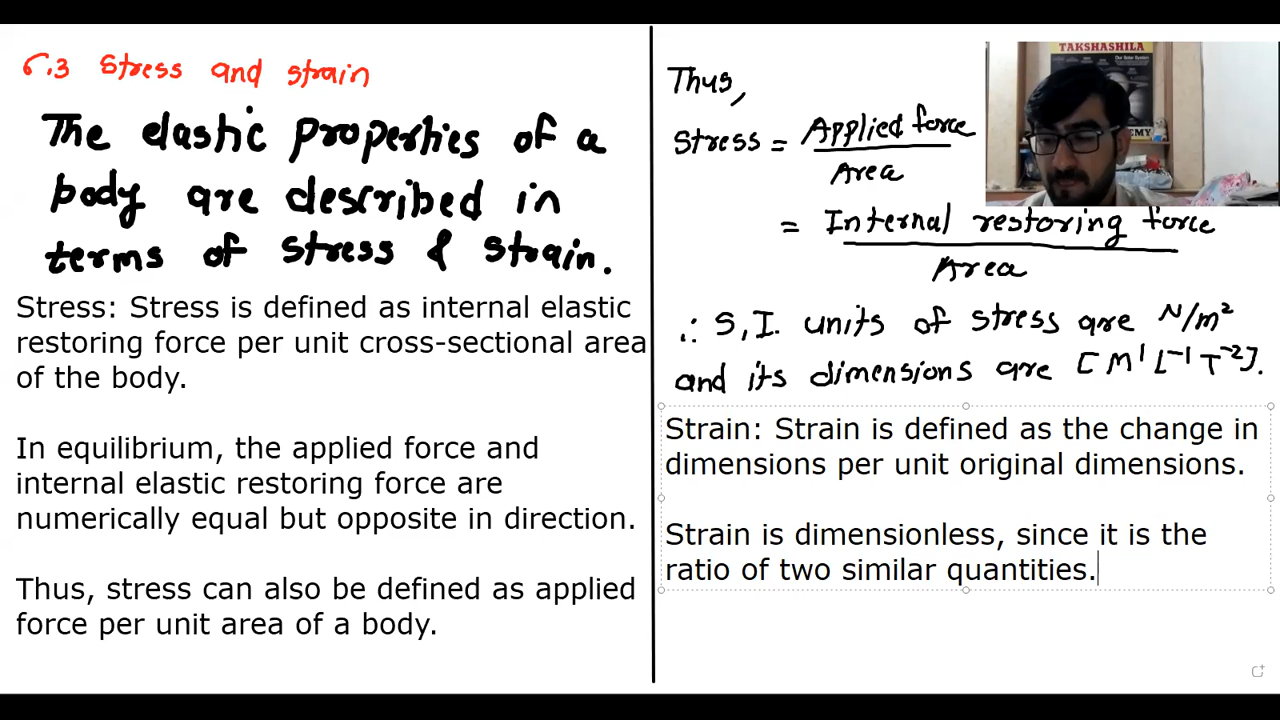 6.3 Stress and strain
The elastic properties of a
body are described in
terms of stress & strain.
Stress: Stress is defined as internal elastic
restoring force per unit cross-sectional area
of the body.
In equilibrium, the applied force and
internal elastic restoring force are
numerically equal but opposite in direction.
Thus, stress can also be defined as applied
force per unit area of a body.
Thus,
Stress = Applied force
Area
= Internal restoring force
Area
∴ S.I. units of stress are N/m²
and its dimensions are [M¹ L⁻¹ T⁻²].
Strain: Strain is defined as the change in
dimensions per unit original dimensions.
Strain is dimensionless, since it is the
ratio of two similar quantities.
TAKSHASHILA